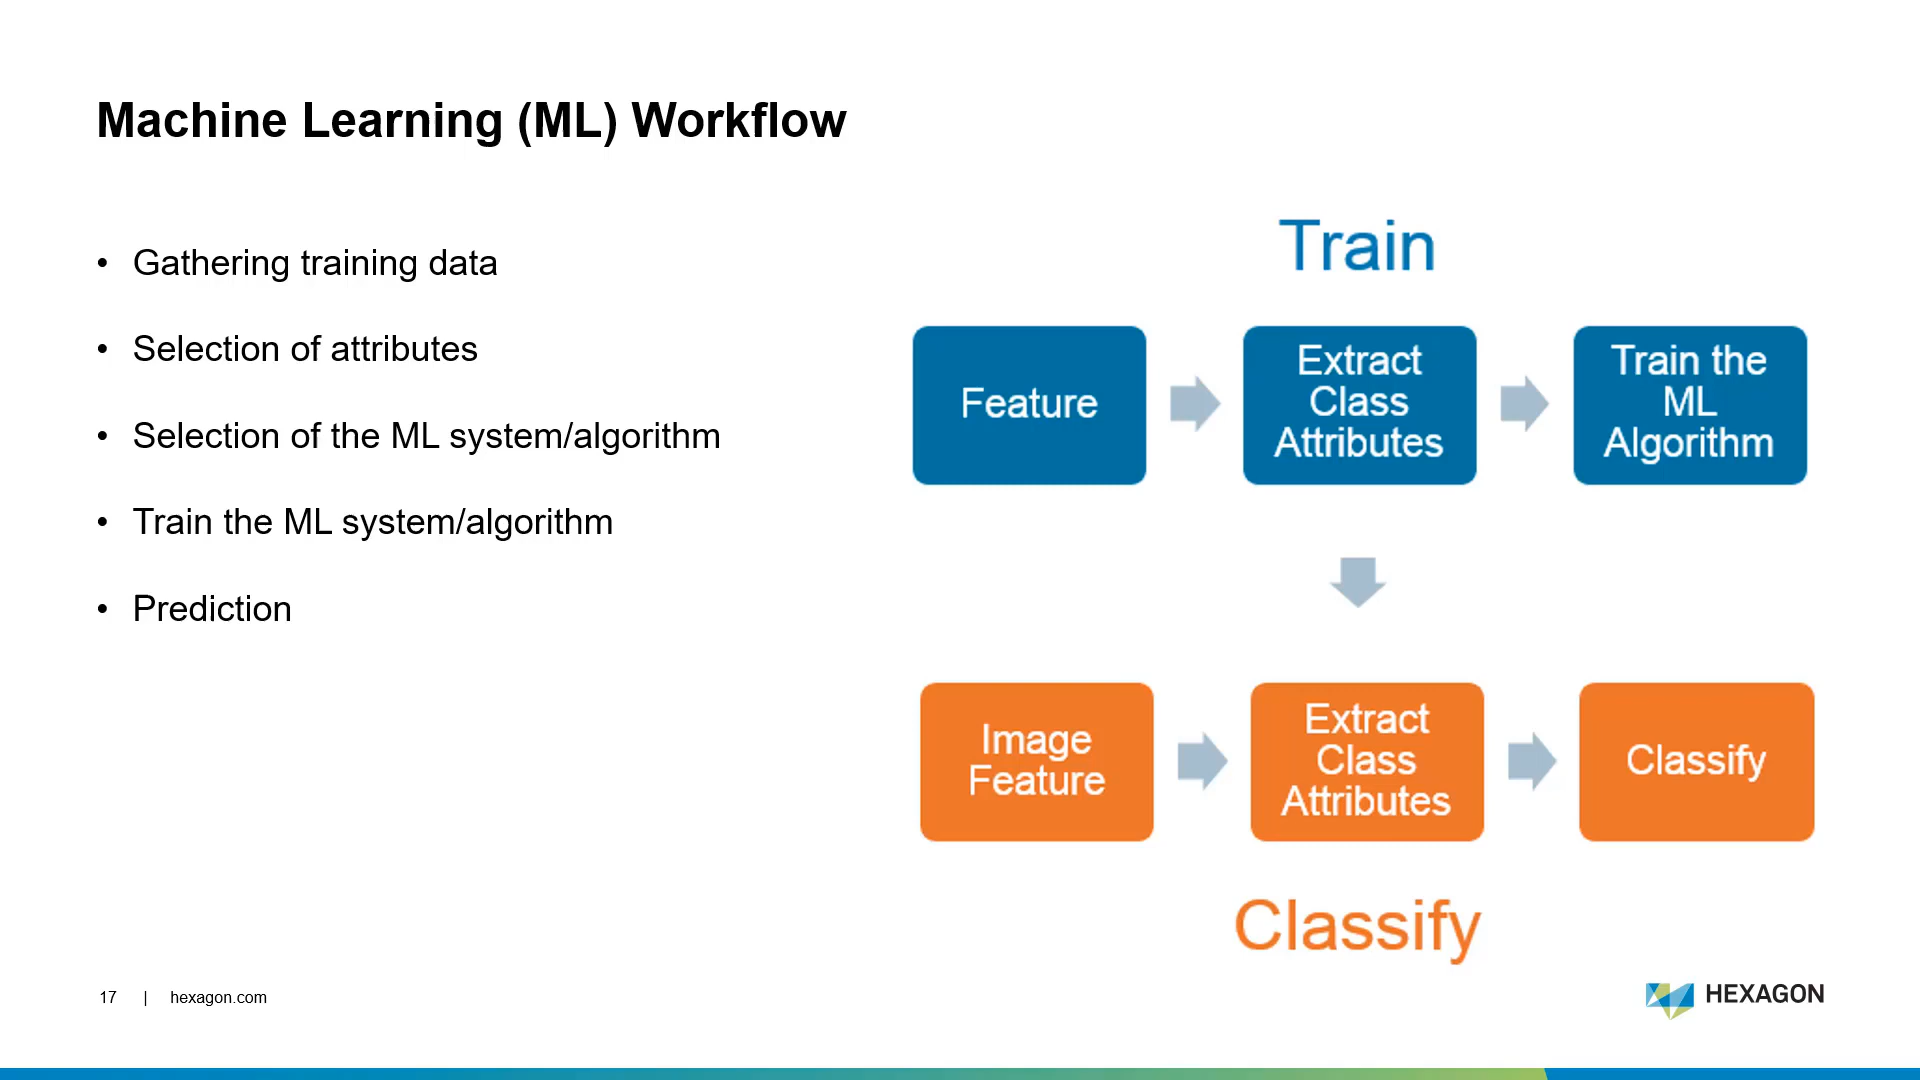 Machine Learning (ML) Workflow
• Gathering training data
• Selection of attributes
• Selection of the ML system/algorithm
• Train the ML system/algorithm
• Prediction
Train
Feature
Extract
Class
Attributes
Train the
ML
Algorithm
Image
Feature
Extract
Class
Attributes
Classify
Classify
17 | hexagon.com
HEXAGON